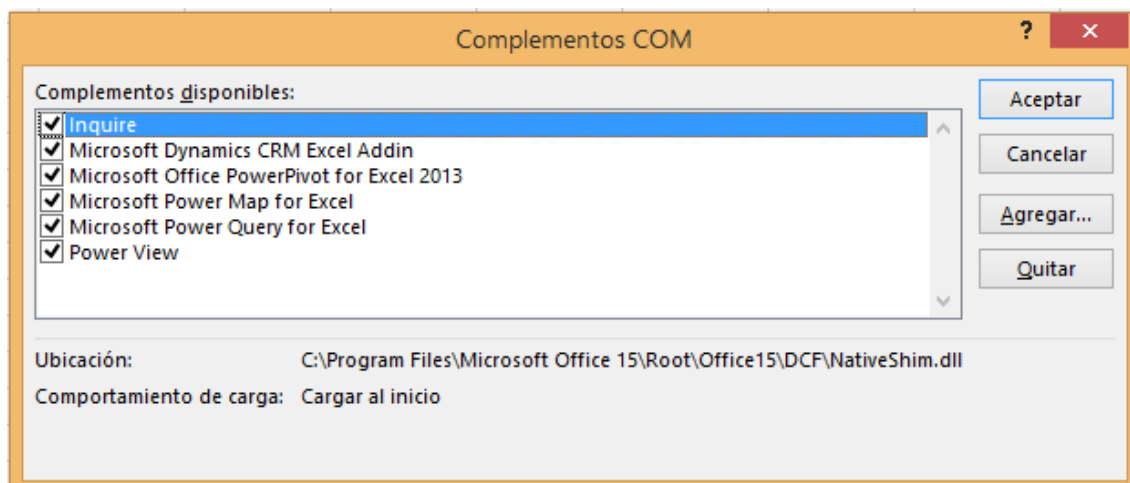 Complementos COM
?
Complementos disponibles:
Inquire
Microsoft Dynamics CRM Excel Addin
Microsoft Office PowerPivot for Excel 2013
Microsoft Power Map for Excel
Microsoft Power Query for Excel
Power View
Aceptar
Cancelar
Agregar...
Quitar
Ubicación: C:\Program Files\Microsoft Office 15\Root\Office15\DCF\NativeShim.dll
Comportamiento de carga: Cargar al inicio